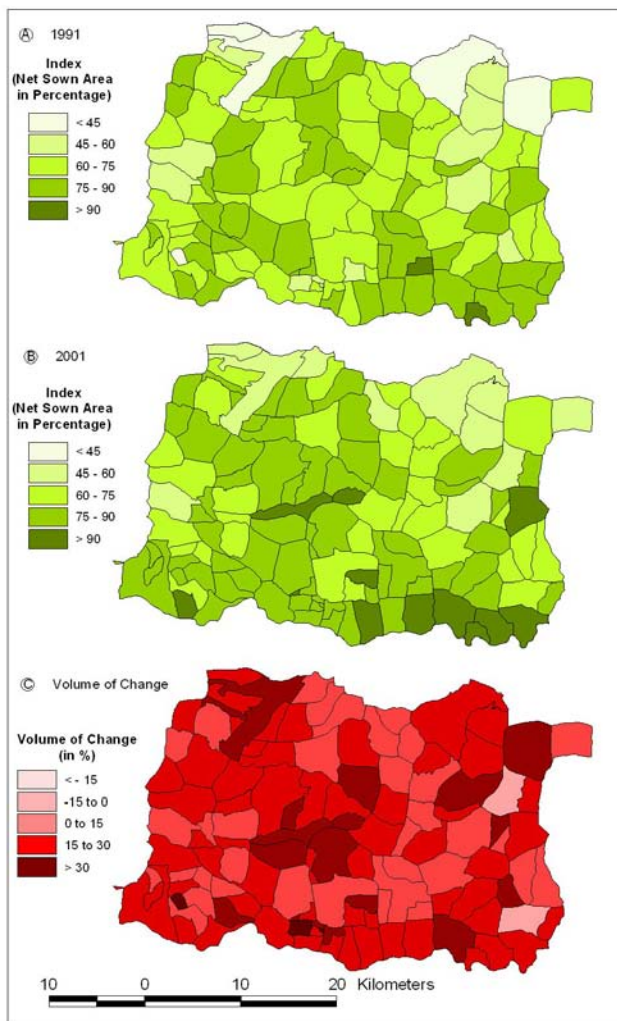 Ⓐ 1991
Index
(Net Sown Area
in Percentage)
< 45
45 - 60
60 - 75
75 - 90
> 90
Ⓑ 2001
Index
(Net Sown Area
in Percentage)
< 45
45 - 60
60 - 75
75 - 90
> 90
Ⓒ Volume of Change
Volume of Change
(in %)
< - 15
-15 to 0
0 to 15
15 to 30
> 30
10 0 10 20 Kilometers